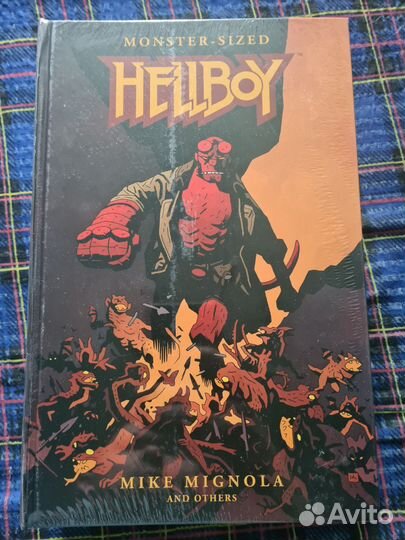 MONSTER-SIZED
HELLBOY
MIKE MIGNOLA
AND OTHERS
Avito